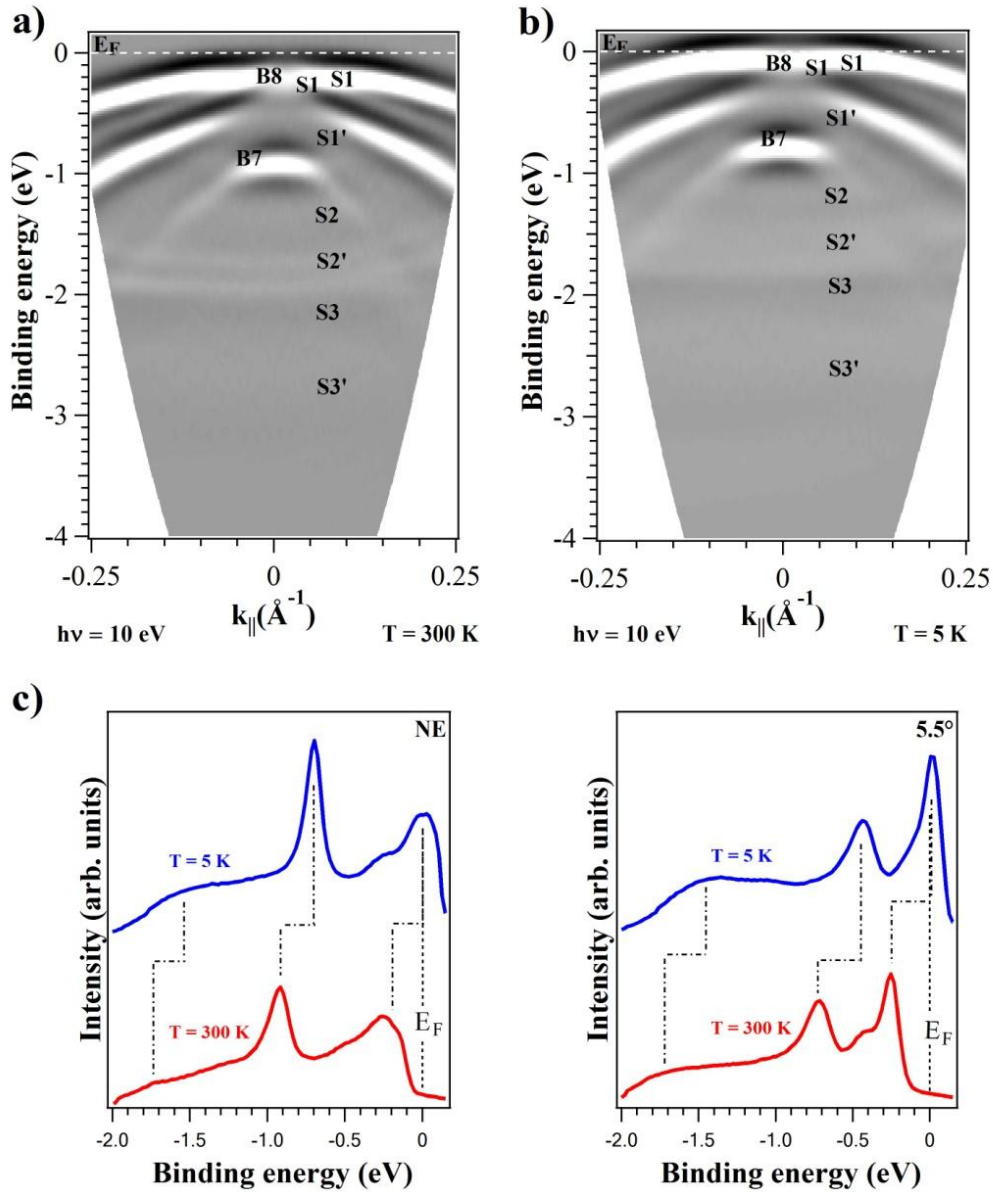 a)
E_F
B8
S1
S1
S1'
B7
S2
S2'
S3
S3'
Binding energy (eV)
0
-1
-2
-3
-4
-0.25
0
0.25
k_||(Å^-1)
hν = 10 eV
T = 300 K
b)
E_F
B8
S1
S1
S1'
B7
S2
S2'
S3
S3'
Binding energy (eV)
0
-1
-2
-3
-4
-0.25
0
0.25
k_||(Å^-1)
hν = 10 eV
T = 5 K
c)
NE
T = 5 K
T = 300 K
E_F
Intensity (arb. units)
-2.0
-1.5
-1.0
-0.5
0
Binding energy (eV)
5.5°
T = 5 K
T = 300 K
E_F
Intensity (arb. units)
-2.0
-1.5
-1.0
-0.5
0
Binding energy (eV)